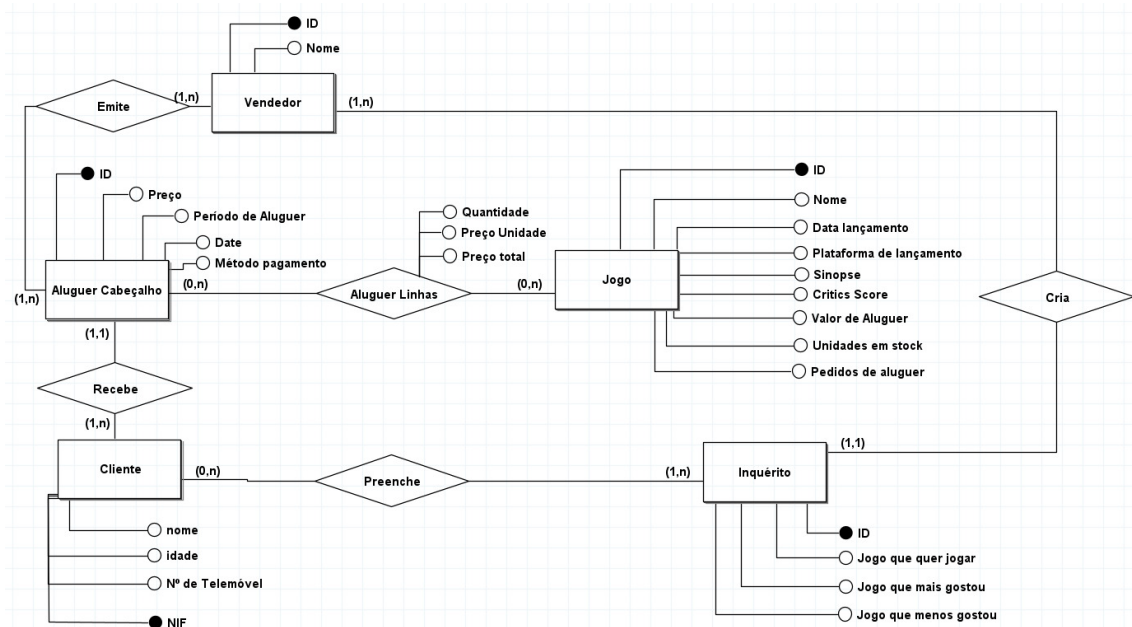 ID
Nome
Vendedor
Emite
(1,n)
(1,n)
ID
Preço
Período de Aluguer
Date
Método pagamento
Aluguer Cabeçalho
(1,n)
(0,n)
(1,1)
Quantidade
Preço Unidade
Preço total
Aluguer Linhas
(0,n)
Jogo
ID
Nome
Data lançamento
Plataforma de lançamento
Sinopse
Critics Score
Valor de Aluguer
Unidades em stock
Pedidos de aluguer
Cria
Recebe
(1,n)
Cliente
(0,n)
Preenche
(1,n)
Inquérito
(1,1)
nome
idade
Nº de Telemóvel
NIF
ID
Jogo que quer jogar
Jogo que mais gostou
Jogo que menos gostou